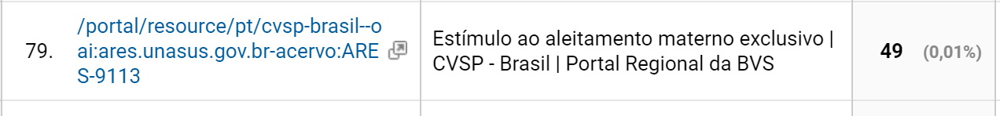 79.
/portal/resource/pt/cvsp-brasil--o
ai:ares.unasus.gov.br-acervo:ARE
S-9113
Estímulo ao aleitamento materno exclusivo |
CVSP - Brasil | Portal Regional da BVS
49 (0,01%)